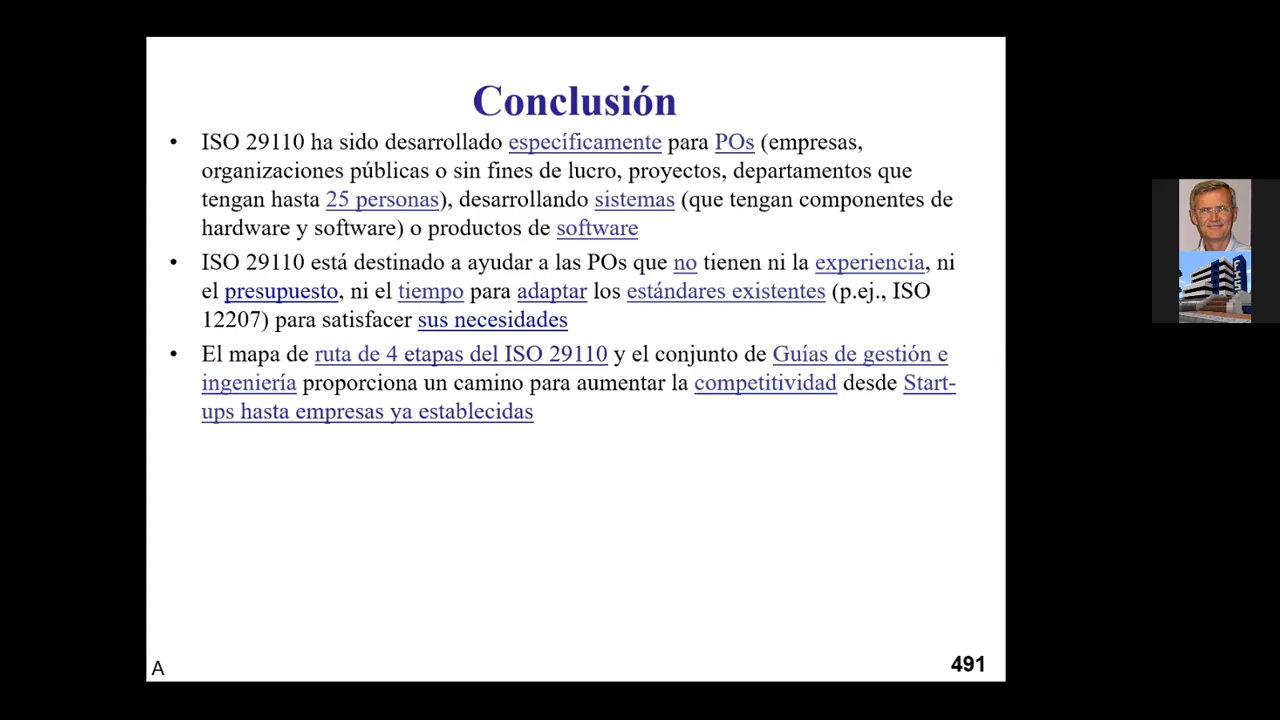 Conclusión
• ISO 29110 ha sido desarrollado específicamente para POs (empresas,
organizaciones públicas o sin fines de lucro, proyectos, departamentos que
tengan hasta 25 personas), desarrollando sistemas (que tengan componentes de
hardware y software) o productos de software
• ISO 29110 está destinado a ayudar a las POs que no tienen ni la experiencia, ni
el presupuesto, ni el tiempo para adaptar los estándares existentes (p.ej., ISO
12207) para satisfacer sus necesidades
• El mapa de ruta de 4 etapas del ISO 29110 y el conjunto de Guías de gestión e
ingeniería proporciona un camino para aumentar la competitividad desde Start-
ups hasta empresas ya establecidas
A
491